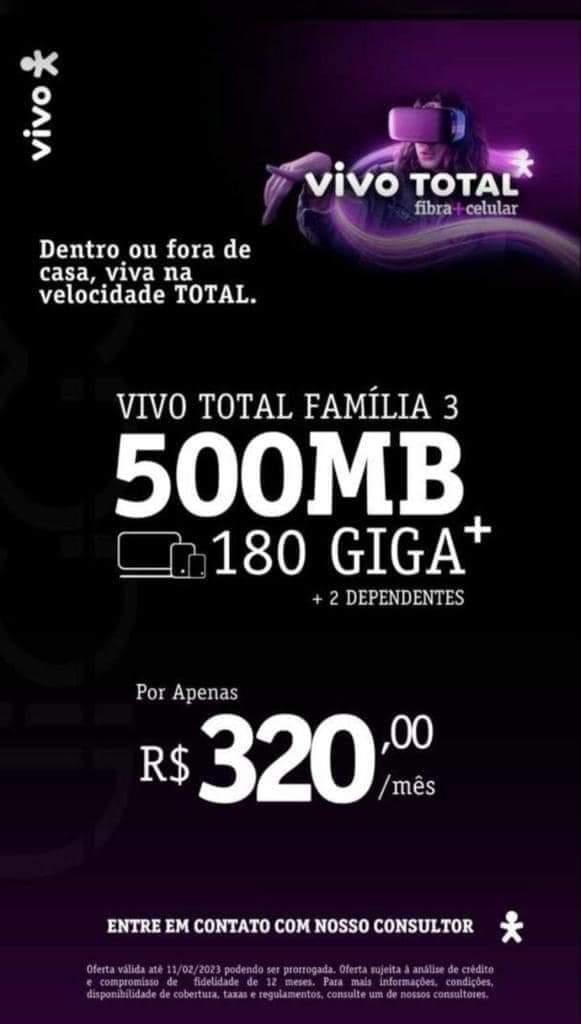 vivo
VIVO TOTAL
fibra+celular
Dentro ou fora de
casa, viva na
velocidade TOTAL.
VIVO TOTAL FAMÍLIA 3
500MB
180 GIGA+
+ 2 DEPENDENTES
Por Apenas
R$ 320,00
/mês
ENTRE EM CONTATO COM NOSSO CONSULTOR
Oferta válida até 11/02/2023 podendo ser prorrogada. Oferta sujeita à análise de crédito
e compromisso de fidelidade de 12 meses. Para mais informações, condições,
disponibilidade de cobertura, taxas e regulamentos, consulte um de nossos consultores.